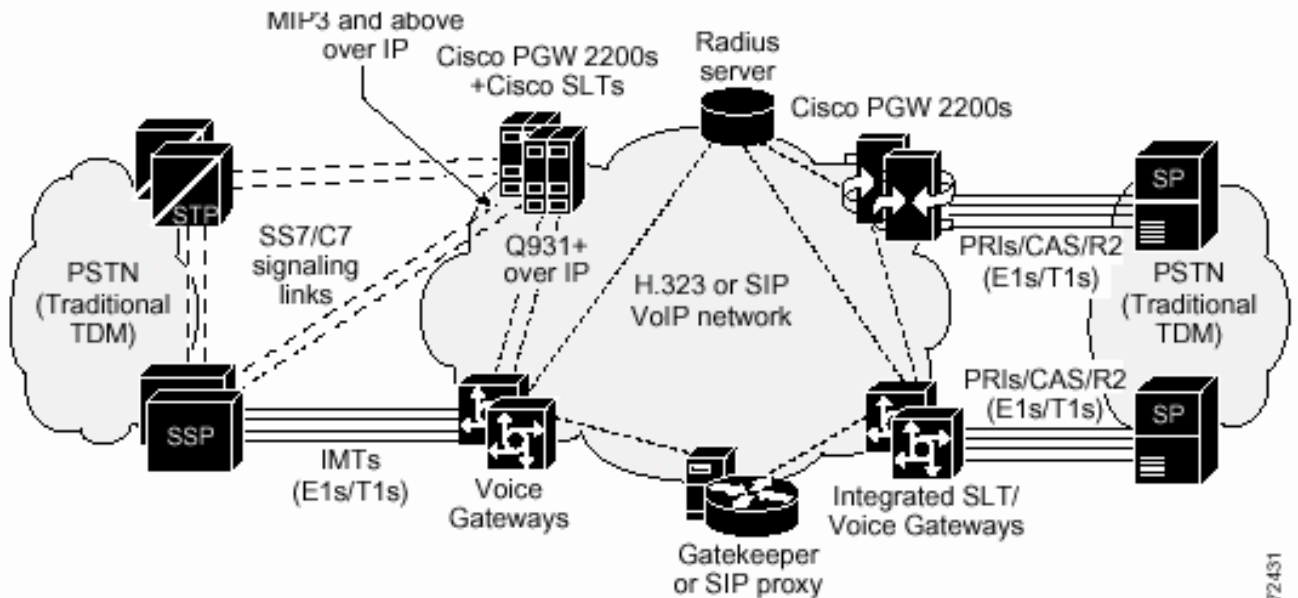 MIP3 and above
over IP
Cisco PGW 2200s
+Cisco SLTs
Radius
server
Cisco PGW 2200s
STP
SP
SS7/C7
signaling
links
Q931+
over IP
PRIs/CAS/R2
(E1s/T1s)
PSTN
(Traditional
TDM)
H.323 or SIP
VoIP network
PSTN
(Traditional
TDM)
PRIs/CAS/R2
(E1s/T1s)
SSP
SP
IMTs
(E1s/T1s)
Voice
Gateways
Integrated SLT/
Voice Gateways
Gatekeeper
or SIP proxy
72431